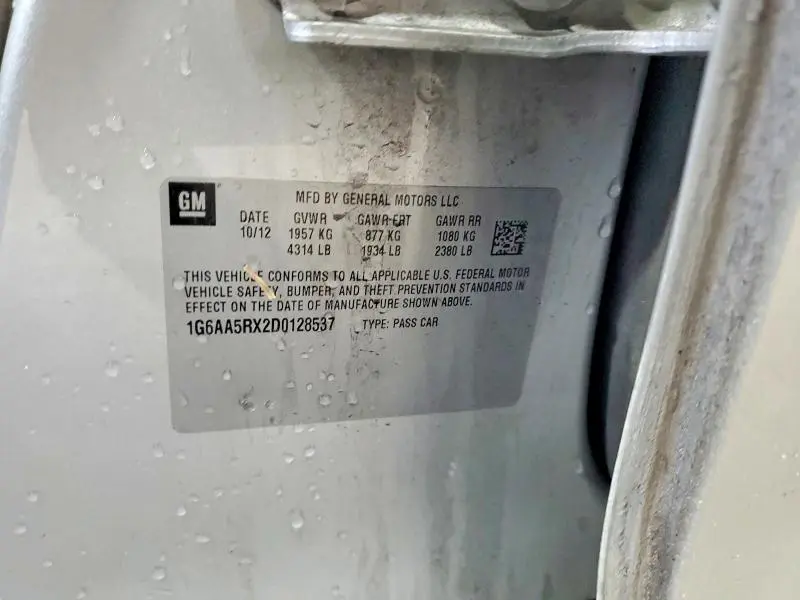 GM
MFD BY GENERAL MOTORS LLC
DATE GVWR GAWR FRT GAWR RR
10/12 1957 KG 877 KG 1080 KG
4314 LB 1934 LB 2380 LB
THIS VEHICLE CONFORMS TO ALL APPLICABLE U.S. FEDERAL MOTOR
VEHICLE SAFETY, BUMPER, AND THEFT PREVENTION STANDARDS IN
EFFECT ON THE DATE OF MANUFACTURE SHOWN ABOVE.
1G6AA5RX2D0128537 TYPE: PASS CAR